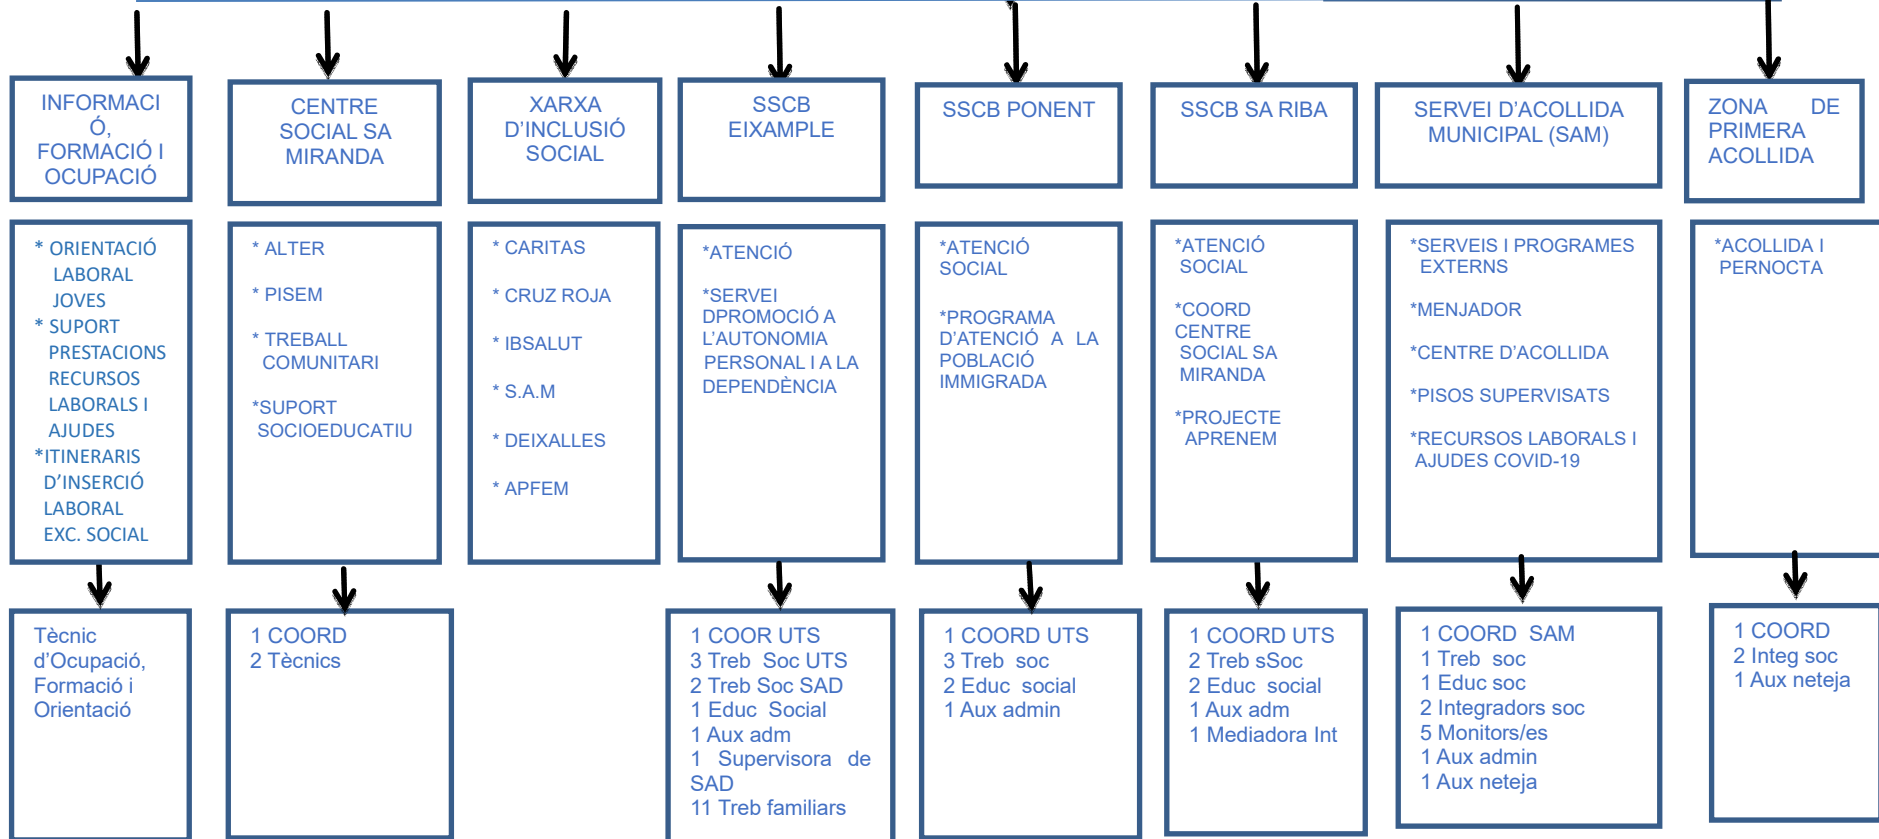 INFORMACI
Ó,
FORMACIÓ I
OCUPACIÓ
CENTRE
SOCIAL SA
MIRANDA
XARXA
D'INCLUSIÓ
SOCIAL
SSCB
EIXAMPLE
SSCB PONENT
SSCB SA RIBA
SERVEI D'ACOLLIDA
MUNICIPAL (SAM)
ZONA DE
PRIMERA
ACOLLIDA
* ORIENTACIÓ
LABORAL
JOVES
* SUPORT
PRESTACIONS
RECURSOS
LABORALS I
AJUDES
*ITINERARIS
D'INSERCIÓ
LABORAL
EXC. SOCIAL
* ALTER
* PISEM
* TREBALL
COMUNITARI
*SUPORT
SOCIOEDUCATIU
* CARITAS
* CRUZ ROJA
* IBSALUT
* S.A.M
* DEIXALLES
* APFEM
*ATENCIÓ
*SERVEI
DPROMOCIÓ A
L'AUTONOMIA
PERSONAL I A LA
DEPENDÈNCIA
*ATENCIÓ
SOCIAL
*PROGRAMA
D'ATENCIÓ A LA
POBLACIÓ
IMMIGRADA
*ATENCIÓ
SOCIAL
*COORD
CENTRE
SOCIAL SA
MIRANDA
*PROJECTE
APRENEM
*SERVEIS I PROGRAMES
EXTERNS
*MENJADOR
*CENTRE D'ACOLLIDA
*PISOS SUPERVISATS
*RECURSOS LABORALS I
AJUDES COVID-19
*ACOLLIDA I
PERNOCTA
Tècnic
d'Ocupació,
Formació i
Orientació
1 COORD
2 Tècnics
1 COOR UTS
3 Treb Soc UTS
2 Treb Soc SAD
1 Educ Social
1 Aux adm
1 Supervisora de
SAD
11 Treb familiars
1 COORD UTS
3 Treb soc
2 Educ social
1 Aux admin
1 COORD UTS
2 Treb sSoc
2 Educ social
1 Aux adm
1 Mediadora Int
1 COORD SAM
1 Treb soc
1 Educ soc
2 Integradors soc
5 Monitors/es
1 Aux admin
1 Aux neteja
1 COORD
2 Integ soc
1 Aux neteja